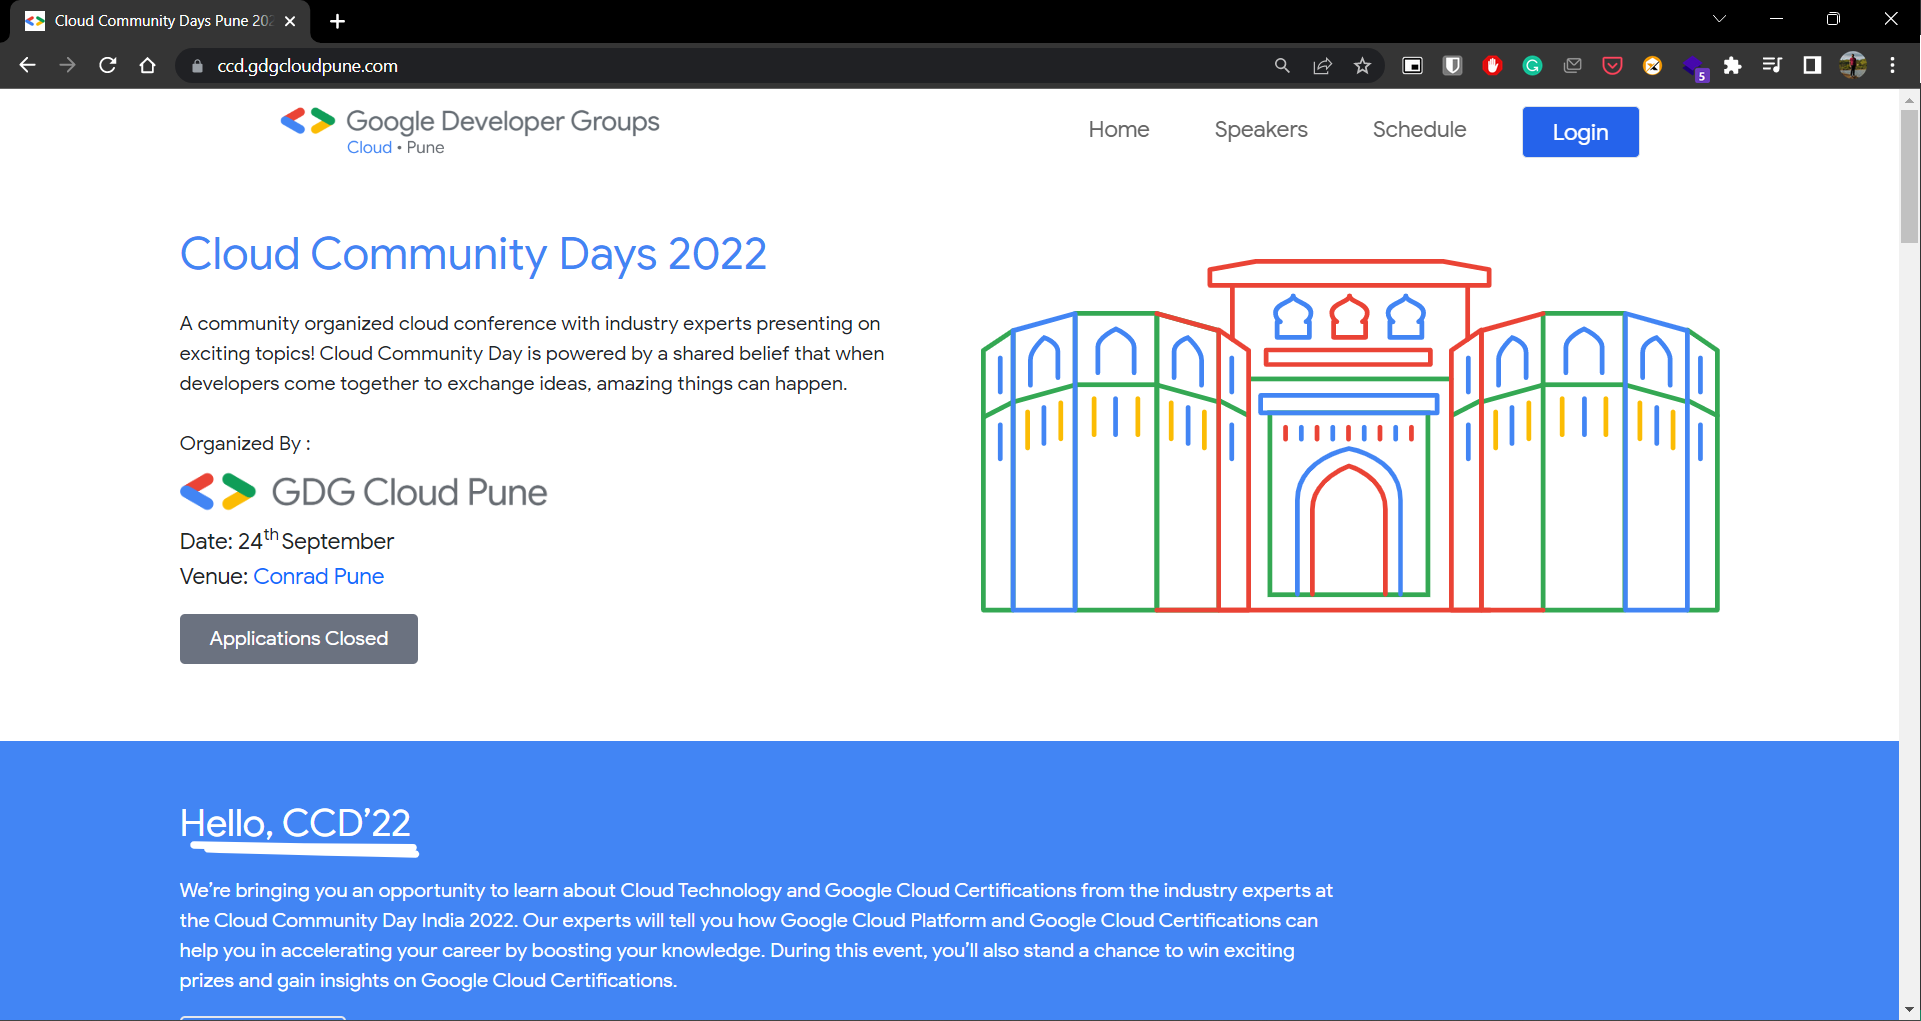 Cloud Community Days Pune 202
ccd.gdgcloudpune.com
5
Google Developer Groups
Cloud • Pune
Home
Speakers
Schedule
Login
Cloud Community Days 2022
A community organized cloud conference with industry experts presenting on
exciting topics! Cloud Community Day is powered by a shared belief that when
developers come together to exchange ideas, amazing things can happen.
Organized By :
GDG Cloud Pune
Date: 24th September
Venue: Conrad Pune
Applications Closed
Hello, CCD’22
We’re bringing you an opportunity to learn about Cloud Technology and Google Cloud Certifications from the industry experts at
the Cloud Community Day India 2022. Our experts will tell you how Google Cloud Platform and Google Cloud Certifications can
help you in accelerating your career by boosting your knowledge. During this event, you’ll also stand a chance to win exciting
prizes and gain insights on Google Cloud Certifications.